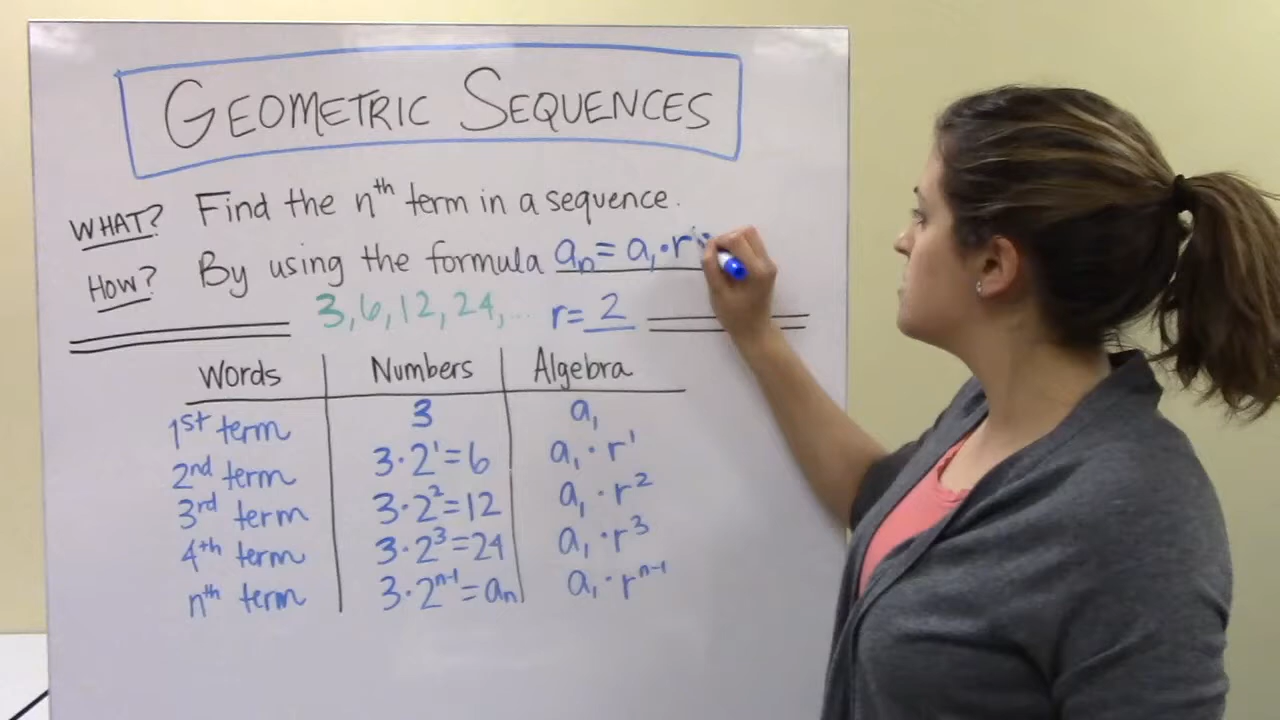 GEOMETRIC SEQUENCES
WHAT? Find the nth term in a sequence.
How? By using the formula aₙ = a₁·r
3, 6, 12, 24, ... r = 2
Words Numbers Algebra
1st term 3 a₁
2nd term 3·2¹=6 a₁·r¹
3rd term 3·2²=12 a₁·r²
4th term 3·2³=24 a₁·r³
nth term 3·2ⁿ⁻¹=aₙ a₁·rⁿ⁻¹